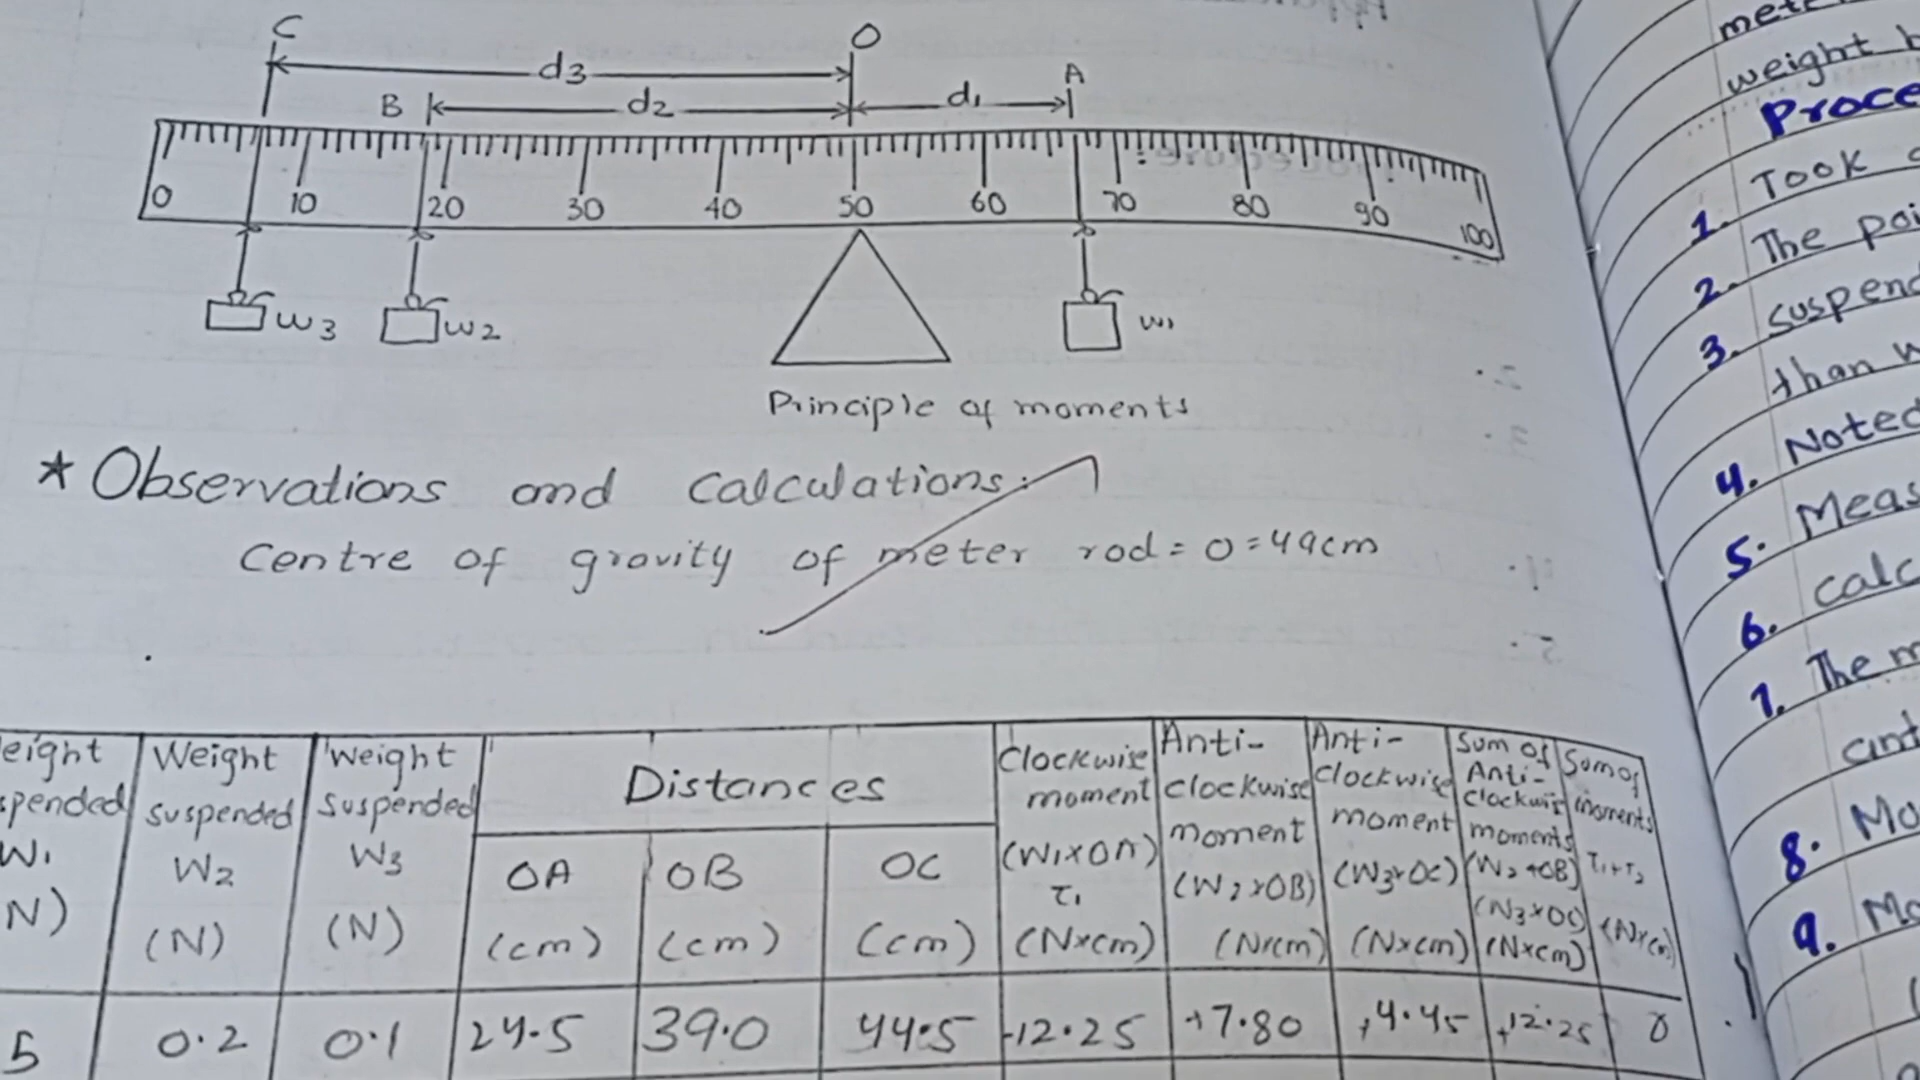 C
O
d3
A
B
d2
d1
0 10 20 30 40 50 60 70 80 90 100
W3
W2
W1
Principle of moments
* Observations and calculations:
Centre of gravity of meter rod = O = 49cm
eight
spended
W1
N)
Weight
suspended
W2
(N)
Weight
suspended
W3
(N)
Distances
OA
(cm)
OB
(cm)
OC
(cm)
Clockwise
moment
(W1×OA)
τ1
(N×cm)
Anti-
clockwise
moment
(W2×OB)
(N×cm)
Anti-
clockwise
moment
(W3×OC)
(N×cm)
Sum of
Anti-
clockwise
moments
(W2×OB)
(N×cm)
Sum of
moments
τ1+τ2
(N×cm)
5 0.2 0.1 24.5 39.0 44.5 -12.25 +7.80 +4.45 +12.25 0
weight
Proce
1. Took
2. The poi
3. suspend
than w
4. Noted
5. Meas
6. calc
7. The m
8. Mo
9. Mo